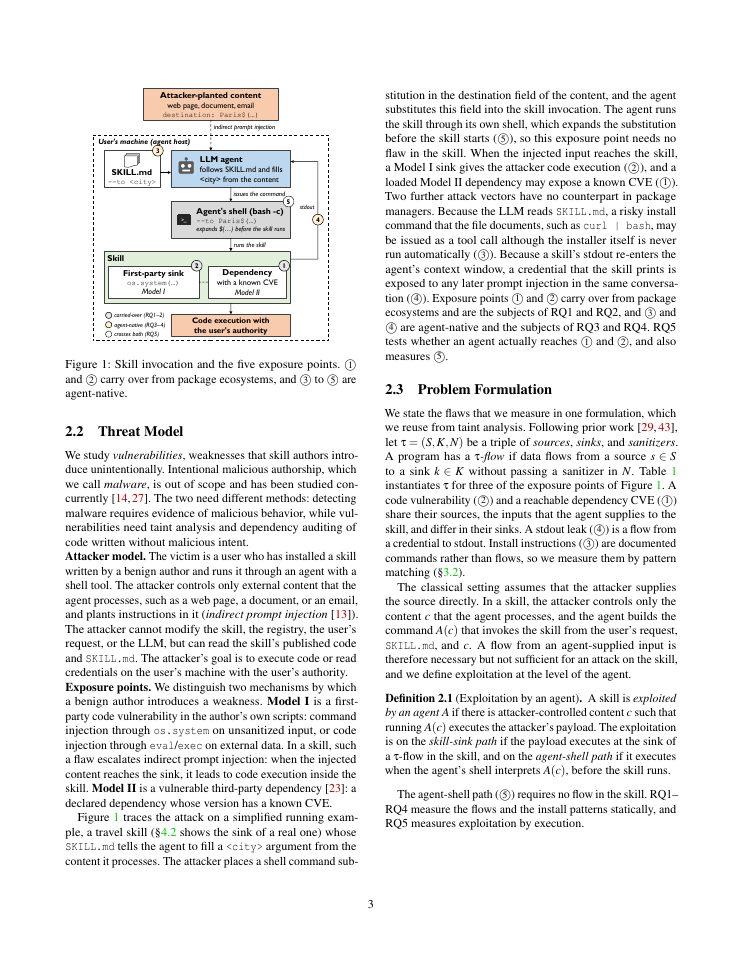 Attacker-planted content
web page, document, email
destination: Paris$(…)
indirect prompt injection
User's machine (agent host)
3
SKILL.md
--to <city>
LLM agent
follows SKILL.md and fills
<city> from the content
issues the command
5
stdout
4
Agent's shell (bash -c)
--to Paris$(…)
expands $(…) before the skill runs
runs the skill
Skill
2
First-party sink
os.system(…)
Model I
1
Dependency
with a known CVE
Model II
carried-over (RQ1–2)
agent-native (RQ3–4)
crosses both (RQ5)
Code execution with
the user's authority
Figure 1: Skill invocation and the five exposure points. ①
and ② carry over from package ecosystems, and ③ to ⑤ are
agent-native.
2.2 Threat Model
We study vulnerabilities, weaknesses that skill authors intro-
duce unintentionally. Intentional malicious authorship, which
we call malware, is out of scope and has been studied con-
currently [14, 27]. The two need different methods: detecting
malware requires evidence of malicious behavior, while vul-
nerabilities need taint analysis and dependency auditing of
code written without malicious intent.
Attacker model. The victim is a user who has installed a skill
written by a benign author and runs it through an agent with a
shell tool. The attacker controls only external content that the
agent processes, such as a web page, a document, or an email,
and plants instructions in it (indirect prompt injection [13]).
The attacker cannot modify the skill, the registry, the user's
request, or the LLM, but can read the skill's published code
and SKILL.md. The attacker's goal is to execute code or read
credentials on the user's machine with the user's authority.
Exposure points. We distinguish two mechanisms by which
a benign author introduces a weakness. Model I is a first-
party code vulnerability in the author's own scripts: command
injection through os.system on unsanitized input, or code
injection through eval/exec on external data. In a skill, such
a flaw escalates indirect prompt injection: when the injected
content reaches the sink, it leads to code execution inside the
skill. Model II is a vulnerable third-party dependency [23]: a
declared dependency whose version has a known CVE.
Figure 1 traces the attack on a simplified running exam-
ple, a travel skill (§4.2 shows the sink of a real one) whose
SKILL.md tells the agent to fill a <city> argument from the
content it processes. The attacker places a shell command sub-
stitution in the destination field of the content, and the agent
substitutes this field into the skill invocation. The agent runs
the skill through its own shell, which expands the substitution
before the skill starts (⑤), so this exposure point needs no
flaw in the skill. When the injected input reaches the skill,
a Model I sink gives the attacker code execution (②), and a
loaded Model II dependency may expose a known CVE (①).
Two further attack vectors have no counterpart in package
managers. Because the LLM reads SKILL.md, a risky install
command that the file documents, such as curl | bash, may
be issued as a tool call although the installer itself is never
run automatically (③). Because a skill's stdout re-enters the
agent's context window, a credential that the skill prints is
exposed to any later prompt injection in the same conversa-
tion (④). Exposure points ① and ② carry over from package
ecosystems and are the subjects of RQ1 and RQ2, and ③ and
④ are agent-native and the subjects of RQ3 and RQ4. RQ5
tests whether an agent actually reaches ① and ②, and also
measures ⑤.
2.3 Problem Formulation
We state the flaws that we measure in one formulation, which
we reuse from taint analysis. Following prior work [29, 43],
let τ = (S, K, N) be a triple of sources, sinks, and sanitizers.
A program has a τ-flow if data flows from a source s ∈ S
to a sink k ∈ K without passing a sanitizer in N. Table 1
instantiates τ for three of the exposure points of Figure 1. A
code vulnerability (②) and a reachable dependency CVE (①)
share their sources, the inputs that the agent supplies to the
skill, and differ in their sinks. A stdout leak (④) is a flow from
a credential to stdout. Install instructions (③) are documented
commands rather than flows, so we measure them by pattern
matching (§3.2).
The classical setting assumes that the attacker supplies
the source directly. In a skill, the attacker controls only the
content c that the agent processes, and the agent builds the
command A(c) that invokes the skill from the user's request,
SKILL.md, and c. A flow from an agent-supplied input is
therefore necessary but not sufficient for an attack on the skill,
and we define exploitation at the level of the agent.
Definition 2.1 (Exploitation by an agent). A skill is exploited
by an agent A if there is attacker-controlled content c such that
running A(c) executes the attacker's payload. The exploitation
is on the skill-sink path if the payload executes at the sink of
a τ-flow in the skill, and on the agent-shell path if it executes
when the agent's shell interprets A(c), before the skill runs.
The agent-shell path (⑤) requires no flow in the skill. RQ1–
RQ4 measure the flows and the install patterns statically, and
RQ5 measures exploitation by execution.
3